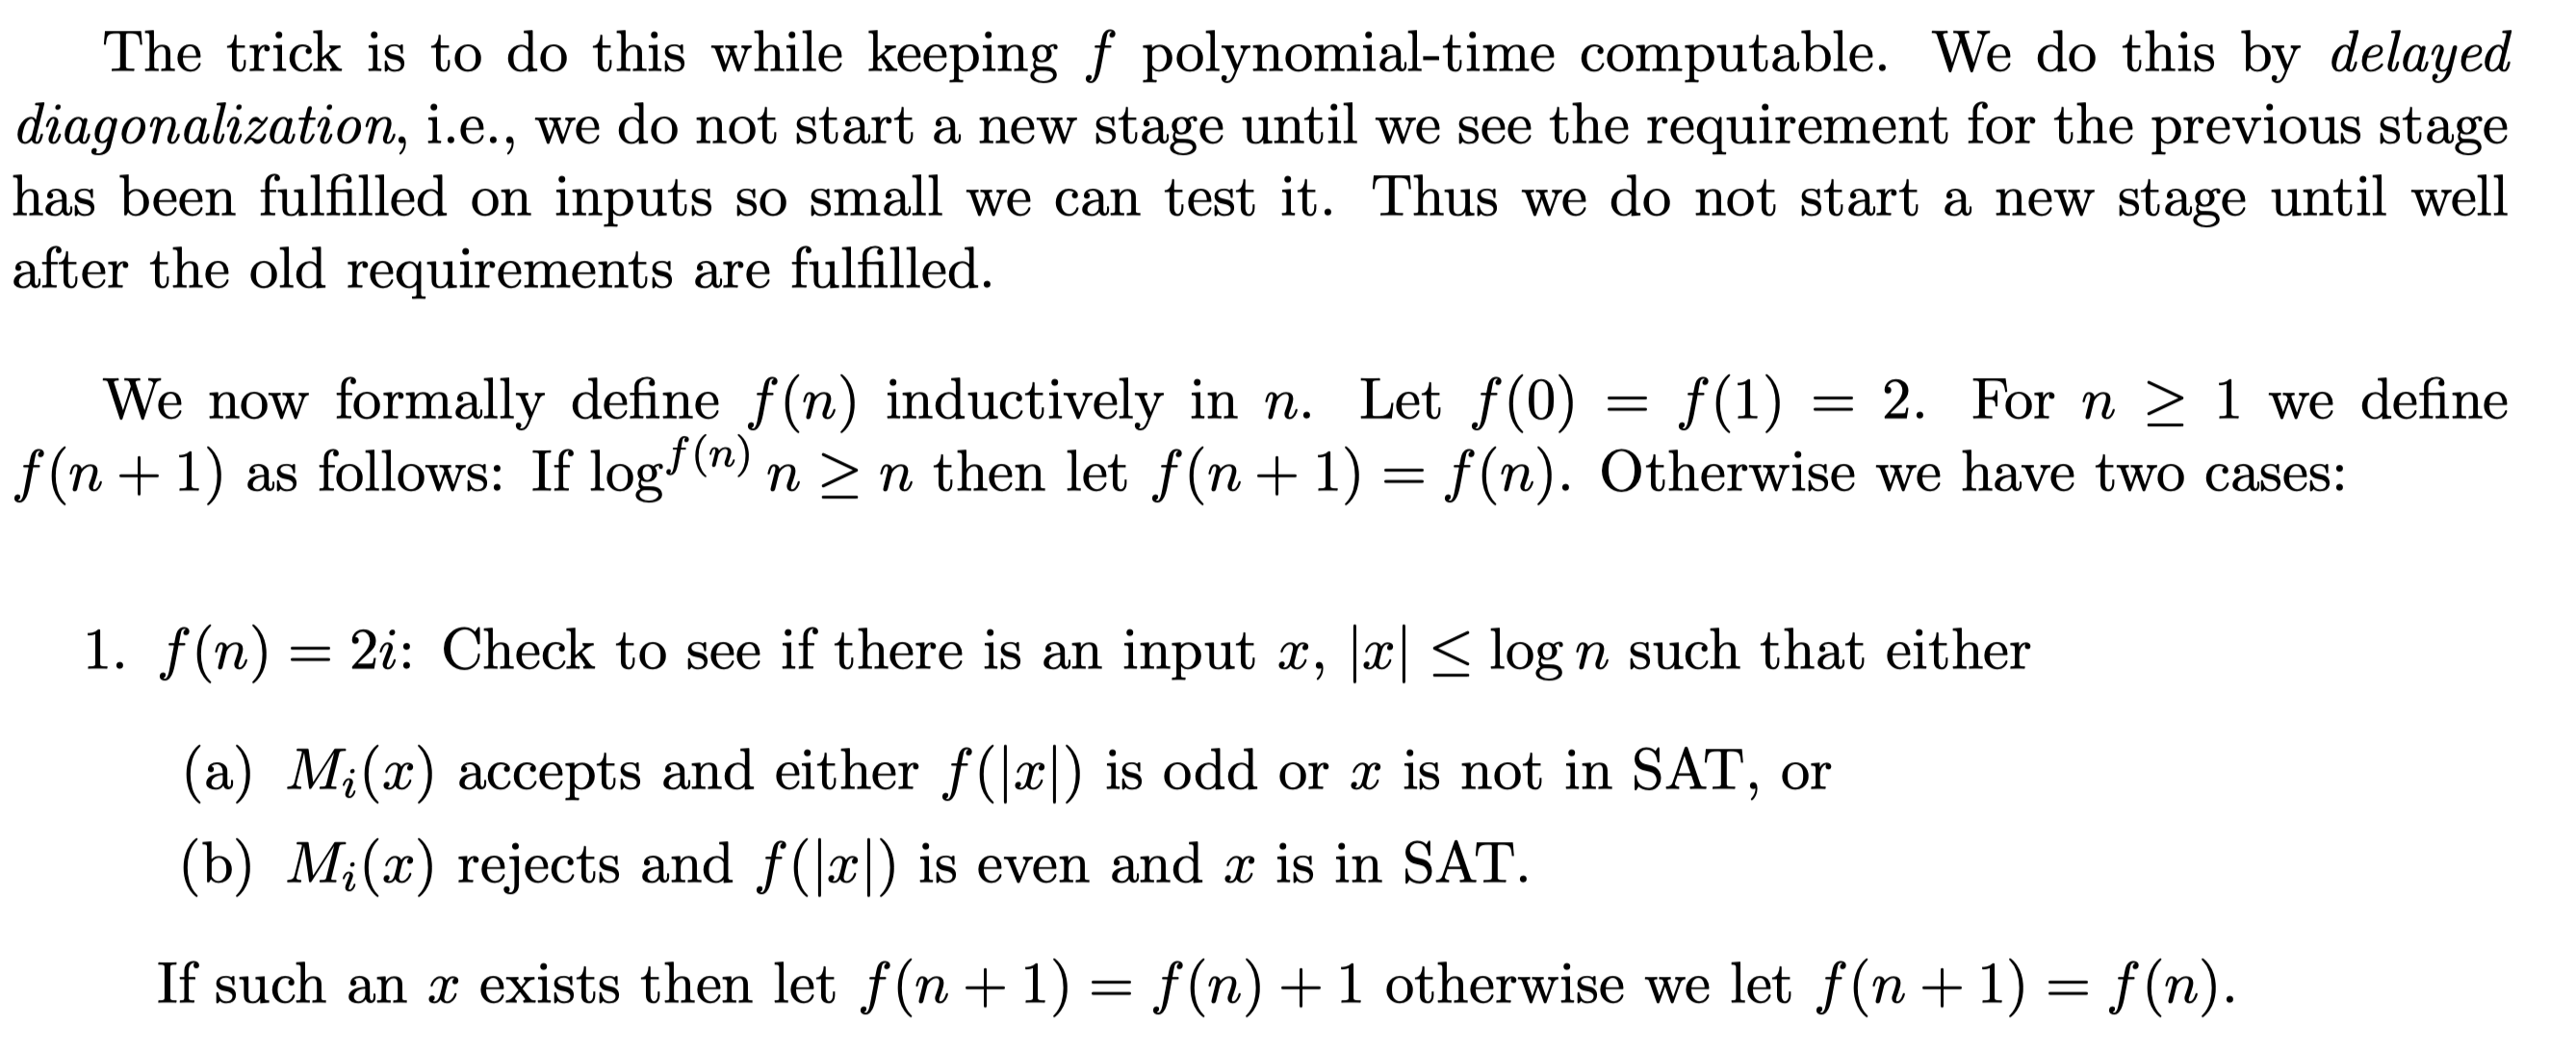 The trick is to do this while keeping f polynomial-time computable. We do this by delayed
diagonalization, i.e., we do not start a new stage until we see the requirement for the previous stage
has been fulfilled on inputs so small we can test it. Thus we do not start a new stage until well
after the old requirements are fulfilled.
We now formally define f(n) inductively in n. Let f(0) = f(1) = 2. For n ≥ 1 we define
f(n + 1) as follows: If log^{f(n)} n ≥ n then let f(n + 1) = f(n). Otherwise we have two cases:
1. f(n) = 2i: Check to see if there is an input x, |x| ≤ log n such that either
(a) M_i(x) accepts and either f(|x|) is odd or x is not in SAT, or
(b) M_i(x) rejects and f(|x|) is even and x is in SAT.
If such an x exists then let f(n + 1) = f(n) + 1 otherwise we let f(n + 1) = f(n).